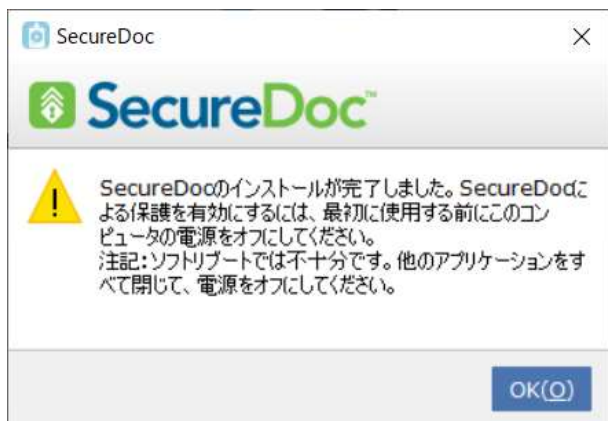 SecureDoc
SecureDoc™
SecureDocのインストールが完了しました。SecureDocに
よる保護を有効にするには、最初に使用する前にこのコン
ピュータの電源をオフにしてください。
注記：ソフトリブートでは不十分です。他のアプリケーションをす
べて閉じて、電源をオフにしてください。
OK(O)